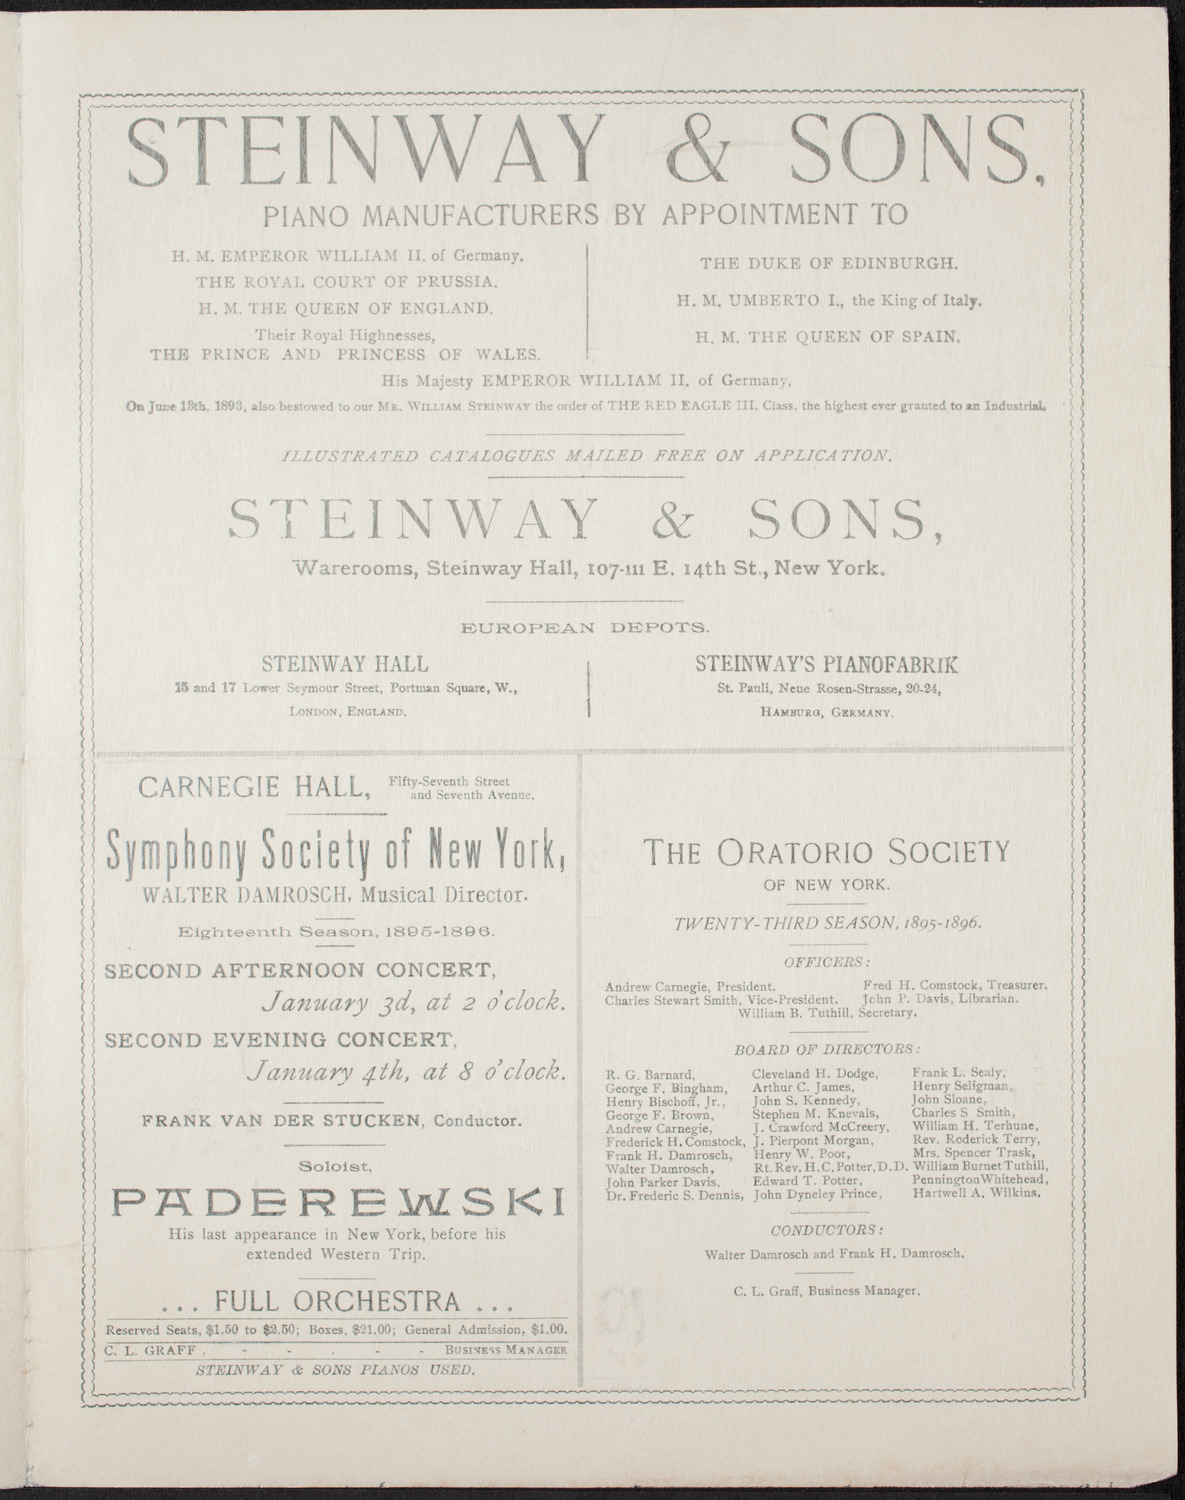 STEINWAY & SONS,
PIANO MANUFACTURERS BY APPOINTMENT TO
H. M. EMPEROR WILLIAM II. of Germany.
THE ROYAL COURT OF PRUSSIA.
H. M. THE QUEEN OF ENGLAND.
Their Royal Highnesses,
THE PRINCE AND PRINCESS OF WALES.
THE DUKE OF EDINBURGH.
H. M. UMBERTO I., the King of Italy.
H. M. THE QUEEN OF SPAIN.
His Majesty EMPEROR WILLIAM II. of Germany,
On June 13th, 1893, also bestowed to our MR. WILLIAM STEINWAY the order of THE RED EAGLE III. Class, the highest ever granted to an Industrial.
ILLUSTRATED CATALOGUES MAILED FREE ON APPLICATION.
STEINWAY & SONS,
Warerooms, Steinway Hall, 107-111 E. 14th St., New York.
EUROPEAN DEPOTS.
STEINWAY HALL
15 and 17 Lower Seymour Street, Portman Square, W.,
LONDON, ENGLAND.
STEINWAY'S PIANOFABRIK
St. Pauli, Neue Rosen-Strasse, 20-24,
HAMBURG, GERMANY.
CARNEGIE HALL, Fifty-Seventh Street
and Seventh Avenue.
Symphony Society of New York,
WALTER DAMROSCH, Musical Director.
Eighteenth Season, 1895-1896.
SECOND AFTERNOON CONCERT,
January 3d, at 2 o'clock.
SECOND EVENING CONCERT,
January 4th, at 8 o'clock.
FRANK VAN DER STUCKEN, Conductor.
Soloist,
PADEREWSKI
His last appearance in New York, before his
extended Western Trip.
... FULL ORCHESTRA ...
Reserved Seats, $1.50 to $2.50; Boxes, $21.00; General Admission, $1.00.
C. L. GRAFF . - - . - - BUSINESS MANAGER
STEINWAY & SONS PIANOS USED.
THE ORATORIO SOCIETY
OF NEW YORK.
TWENTY-THIRD SEASON, 1895-1896.
OFFICERS:
Andrew Carnegie, President. Fred H. Comstock, Treasurer.
Charles Stewart Smith, Vice-President. John P. Davis, Librarian.
William B. Tuthill, Secretary.
BOARD OF DIRECTORS:
R. G. Barnard, Cleveland H. Dodge, Frank L. Sealy,
George F. Bingham, Arthur C. James, Henry Seligman,
Henry Bischoff, Jr., John S. Kennedy, John Sloane,
George F. Brown, Stephen M. Knevals, Charles S Smith,
Andrew Carnegie, J. Crawford McCreery, William H. Terhune,
Frederick H. Comstock, J. Pierpont Morgan, Rev. Roderick Terry,
Frank H. Damrosch, Henry W. Poor, Mrs. Spencer Trask,
Walter Damrosch, Rt. Rev. H. C. Potter, D. D. William Burnet Tuthill,
John Parker Davis, Edward T. Potter, Pennington Whitehead,
Dr. Frederic S. Dennis, John Dyneley Prince, Hartwell A. Wilkins.
CONDUCTORS:
Walter Damrosch and Frank H. Damrosch.
C. L. Graff, Business Manager.